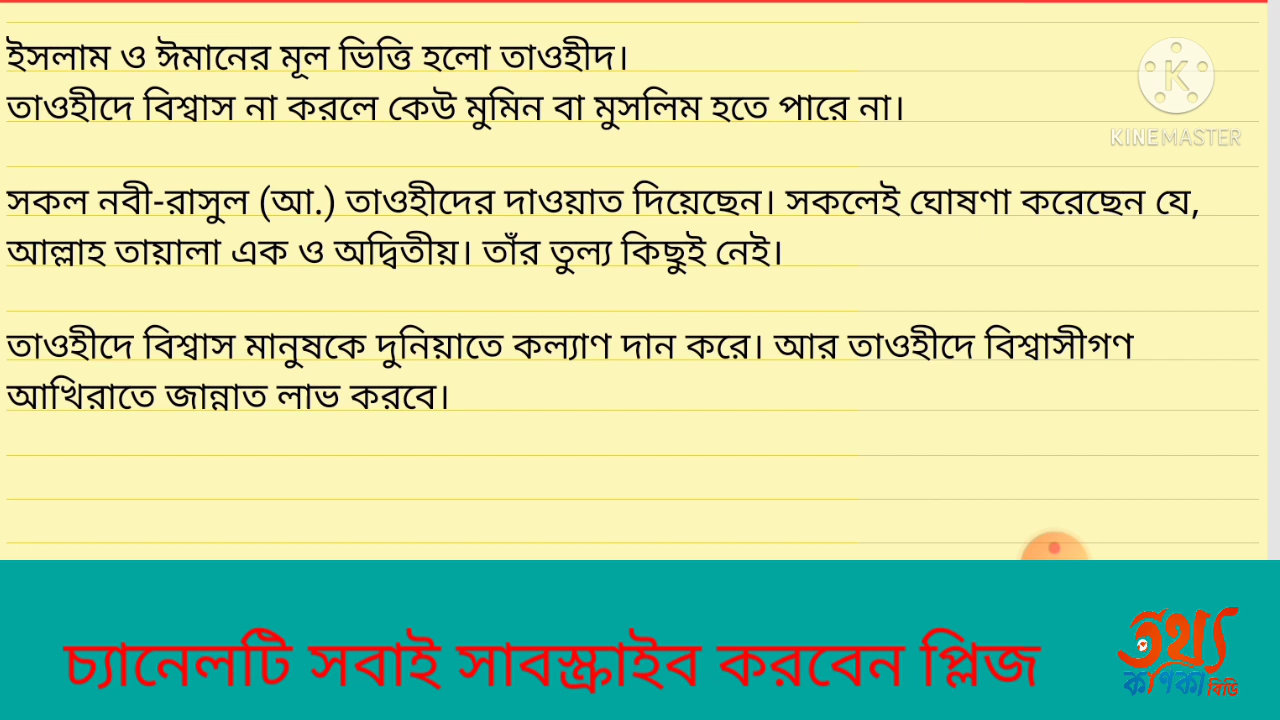 ইসলাম ও ঈমানের মূল ভিত্তি হলো তাওহীদ।
তাওহীদে বিশ্বাস না করলে কেউ মুমিন বা মুসলিম হতে পারে না।
K
KINEMASTER
সকল নবী-রাসুল (আ.) তাওহীদের দাওয়াত দিয়েছেন। সকলেই ঘোষণা করেছেন যে,
আল্লাহ তায়ালা এক ও অদ্বিতীয়। তাঁর তুল্য কিছুই নেই।
তাওহীদে বিশ্বাস মানুষকে দুনিয়াতে কল্যাণ দান করে। আর তাওহীদে বিশ্বাসীগণ
আখিরাতে জান্নাত লাভ করবে।
চ্যানেলটি সবাই সাবস্ক্রাইব করবেন প্লিজ
তথ্য
কণিকা বিডি